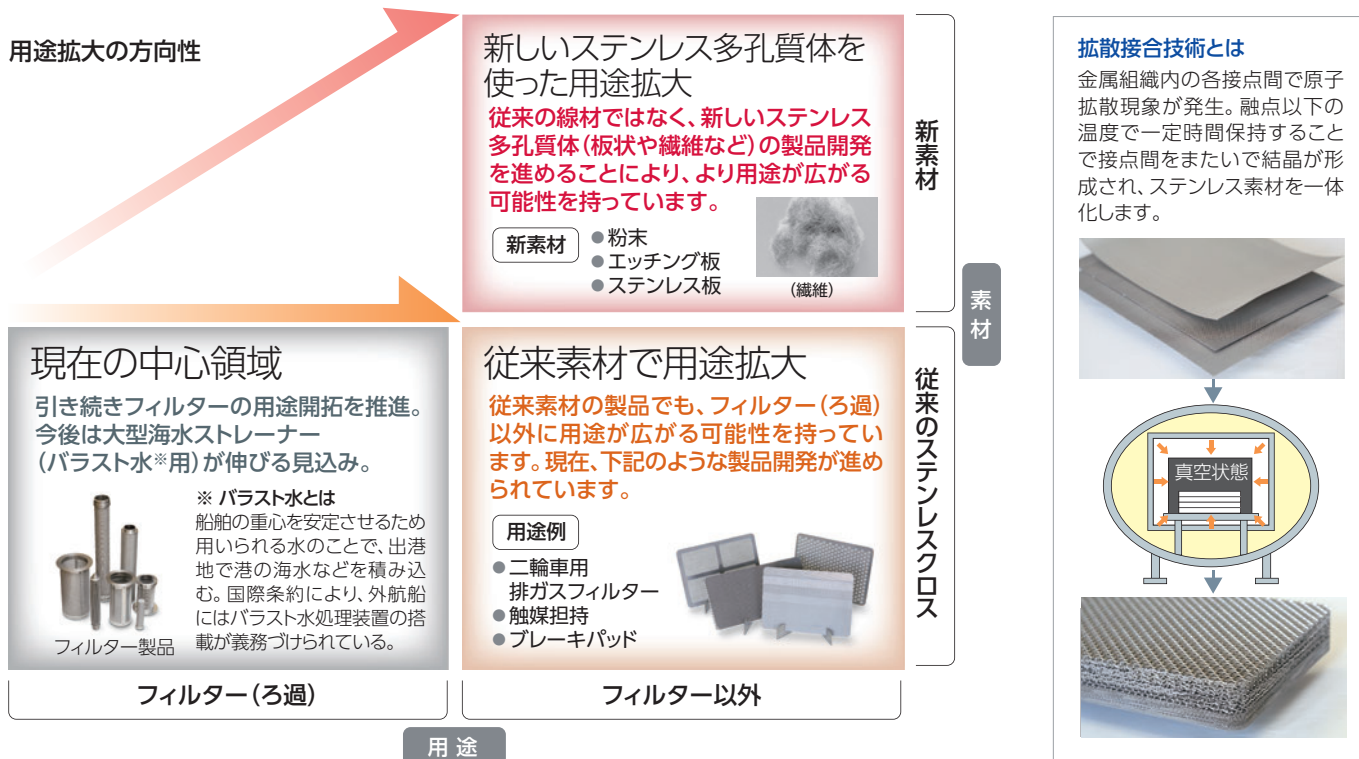 用途拡大の方向性
新しいステンレス多孔質体を
使った用途拡大
従来の線材ではなく、新しいステンレス
多孔質体（板状や繊維など）の製品開発
を進めることにより、より用途が広がる
可能性を持っています。
新素材
●粉末
●エッチング板
●ステンレス板
（繊維）
新素材
素材
現在の中心領域
引き続きフィルターの用途開拓を推進。
今後は大型海水ストレーナー
（バラスト水※用）が伸びる見込み。
※ バラスト水とは
船舶の重心を安定させるため
用いられる水のことで、出港
地で港の海水などを積み込
む。国際条約により、外航船
にはバラスト水処理装置の搭
載が義務づけられている。
フィルター製品
従来素材で用途拡大
従来素材の製品でも、フィルター（ろ過）
以外に用途が広がる可能性を持ってい
ます。現在、下記のような製品開発が進め
られています。
用途例
●二輪車用
排ガスフィルター
●触媒担持
●ブレーキパッド
従来のステンレスクロス
フィルター（ろ過）
フィルター以外
用途
拡散接合技術とは
金属組織内の各接点間で原子
拡散現象が発生。融点以下の
温度で一定時間保持すること
で接点間をまたいで結晶が形
成され、ステンレス素材を一体
化します。
真空状態